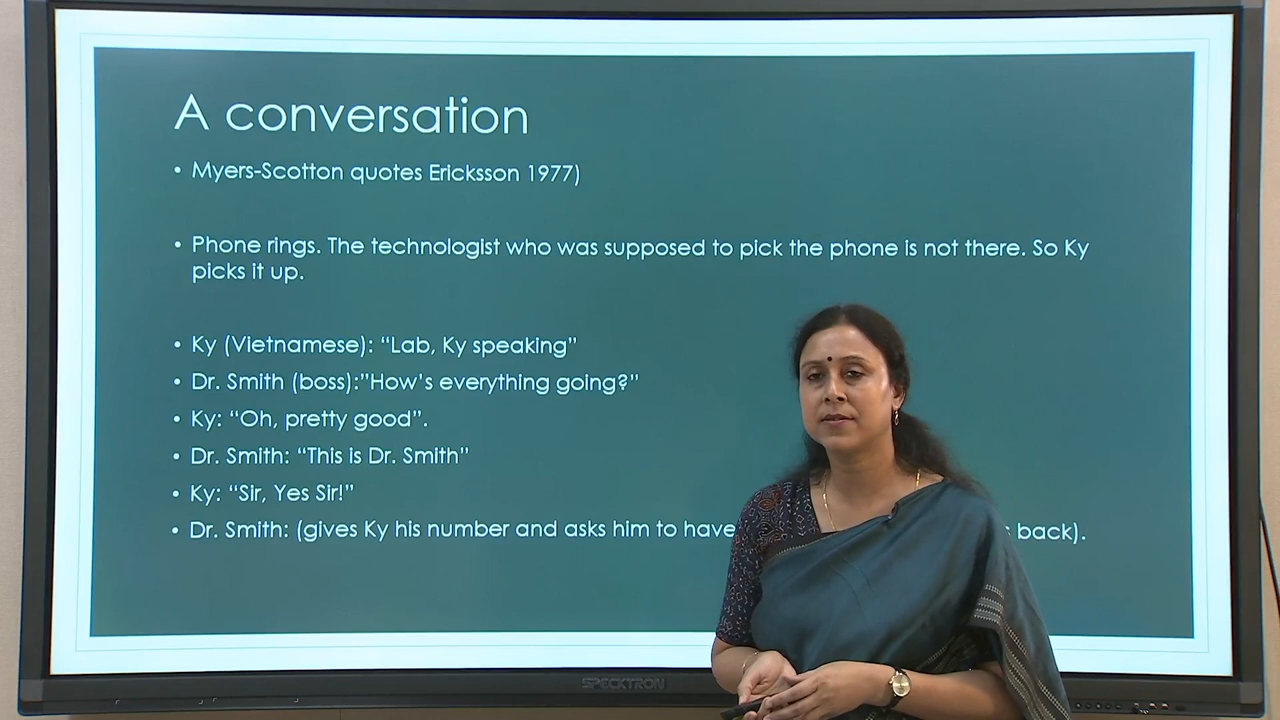 A conversation
• Myers-Scotton quotes Ericksson 1977)
• Phone rings. The technologist who was supposed to pick the phone is not there. So Ky
picks it up.
• Ky (Vietnamese): “Lab, Ky speaking”
• Dr. Smith (boss):”How’s everything going?”
• Ky: “Oh, pretty good”.
• Dr. Smith: “This is Dr. Smith”
• Ky: “Sir, Yes Sir!”
• Dr. Smith: (gives Ky his number and asks him to have back).
SPECKTRON